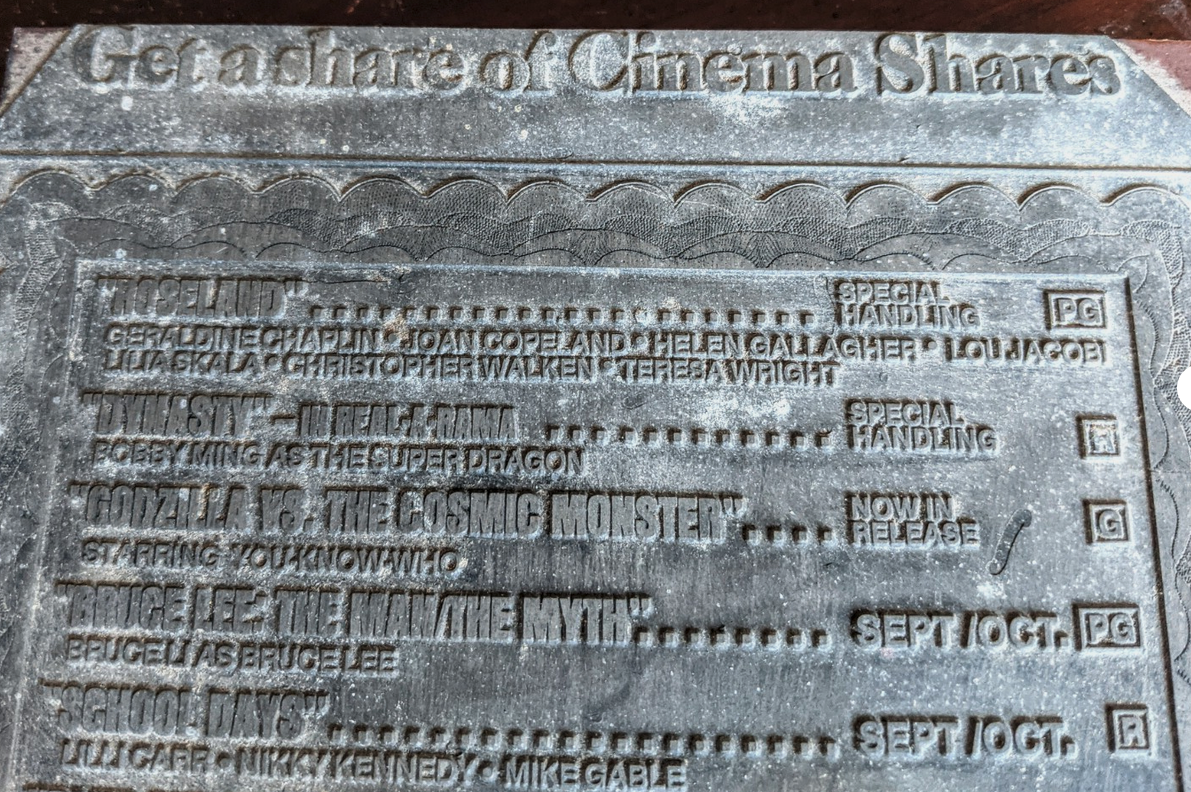 Get a share of Cinema Shares
"ROSELAND"................................SPECIAL HANDLING PG
GERALDINE CHAPLIN • JOAN COPELAND • HELEN GALLAGHER • LOU JACOBI
LILIA SKALA • CHRISTOPHER WALKEN • TERESA WRIGHT
"DYNASTY" – IN REAL-A-RAMA ..................SPECIAL HANDLING R
BOBBY MING AS THE SUPER DRAGON
"GODZILLA VS. THE COSMIC MONSTER"......NOW IN RELEASE G
STARRING YOU-KNOW-WHO
"BRUCE LEE: THE MAN/THE MYTH"............SEPT/OCT. PG
BRUCE LI AS BRUCE LEE
"SCHOOL DAYS"...............................SEPT/OCT. R
LILLI CARR • NIKKY KENNEDY • MIKE GABLE